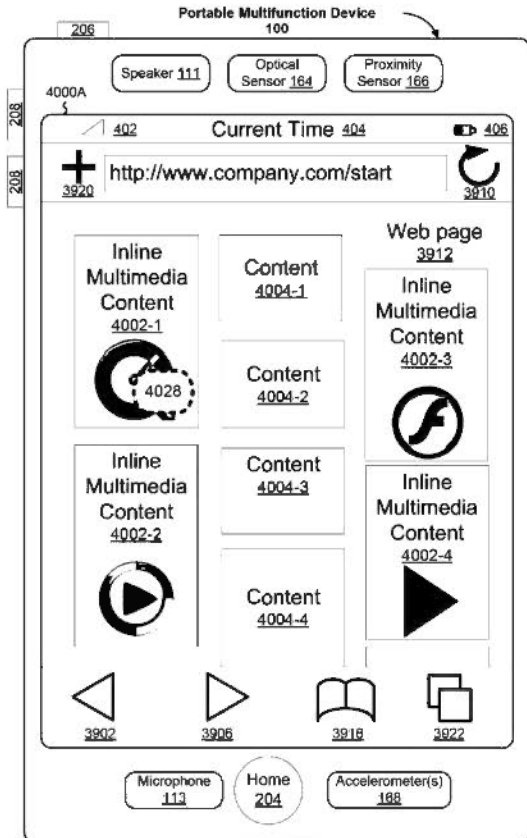 Portable Multifunction Device
100
206
Speaker 111
Optical
Sensor 164
Proximity
Sensor 166
4000A
208
208
402
Current Time 404
406
3920
http://www.company.com/start
3910
Inline
Multimedia
Content
4002-1
4028
Content
4004-1
Web page
3912
Inline
Multimedia
Content
4002-3
Content
4004-2
Inline
Multimedia
Content
4002-2
Content
4004-3
Inline
Multimedia
Content
4002-4
Content
4004-4
3902
3906
3918
3922
Microphone
113
Home
204
Accelerometer(s)
168